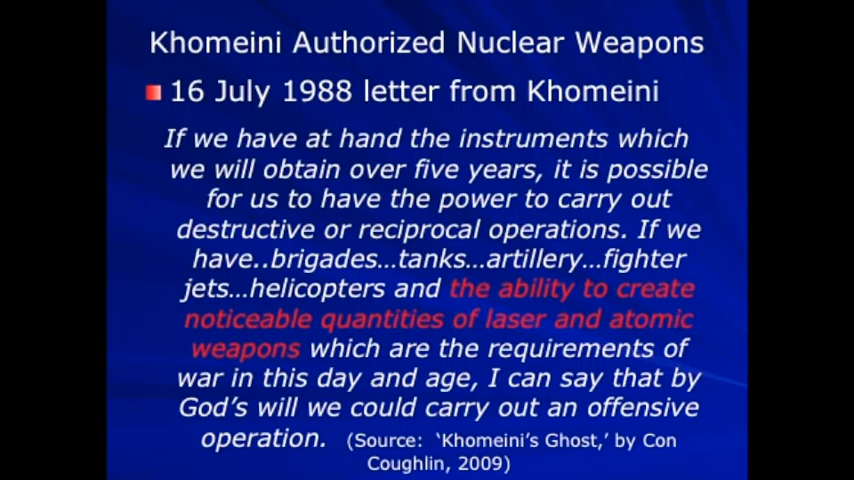 Khomeini Authorized Nuclear Weapons
16 July 1988 letter from Khomeini
If we have at hand the instruments which
we will obtain over five years, it is possible
for us to have the power to carry out
destructive or reciprocal operations. If we
have..brigades...tanks...artillery...fighter
jets...helicopters and the ability to create
noticeable quantities of laser and atomic
weapons which are the requirements of
war in this day and age, I can say that by
God's will we could carry out an offensive
operation. (Source: 'Khomeini's Ghost,' by Con
Coughlin, 2009)